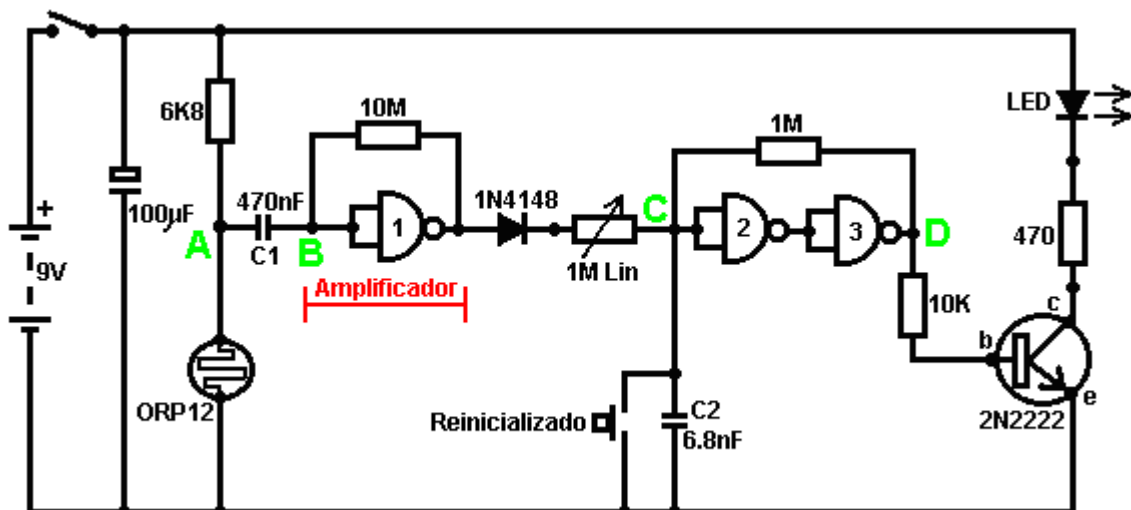 6K8
100µF
+
9V
A
470nF
C1
ORP12
10M
B
1
Amplificador
1N4148
1M Lin
C
1M
2
3
D
Reinicializado
C2
6.8nF
10K
LED
470
b
c
e
2N2222